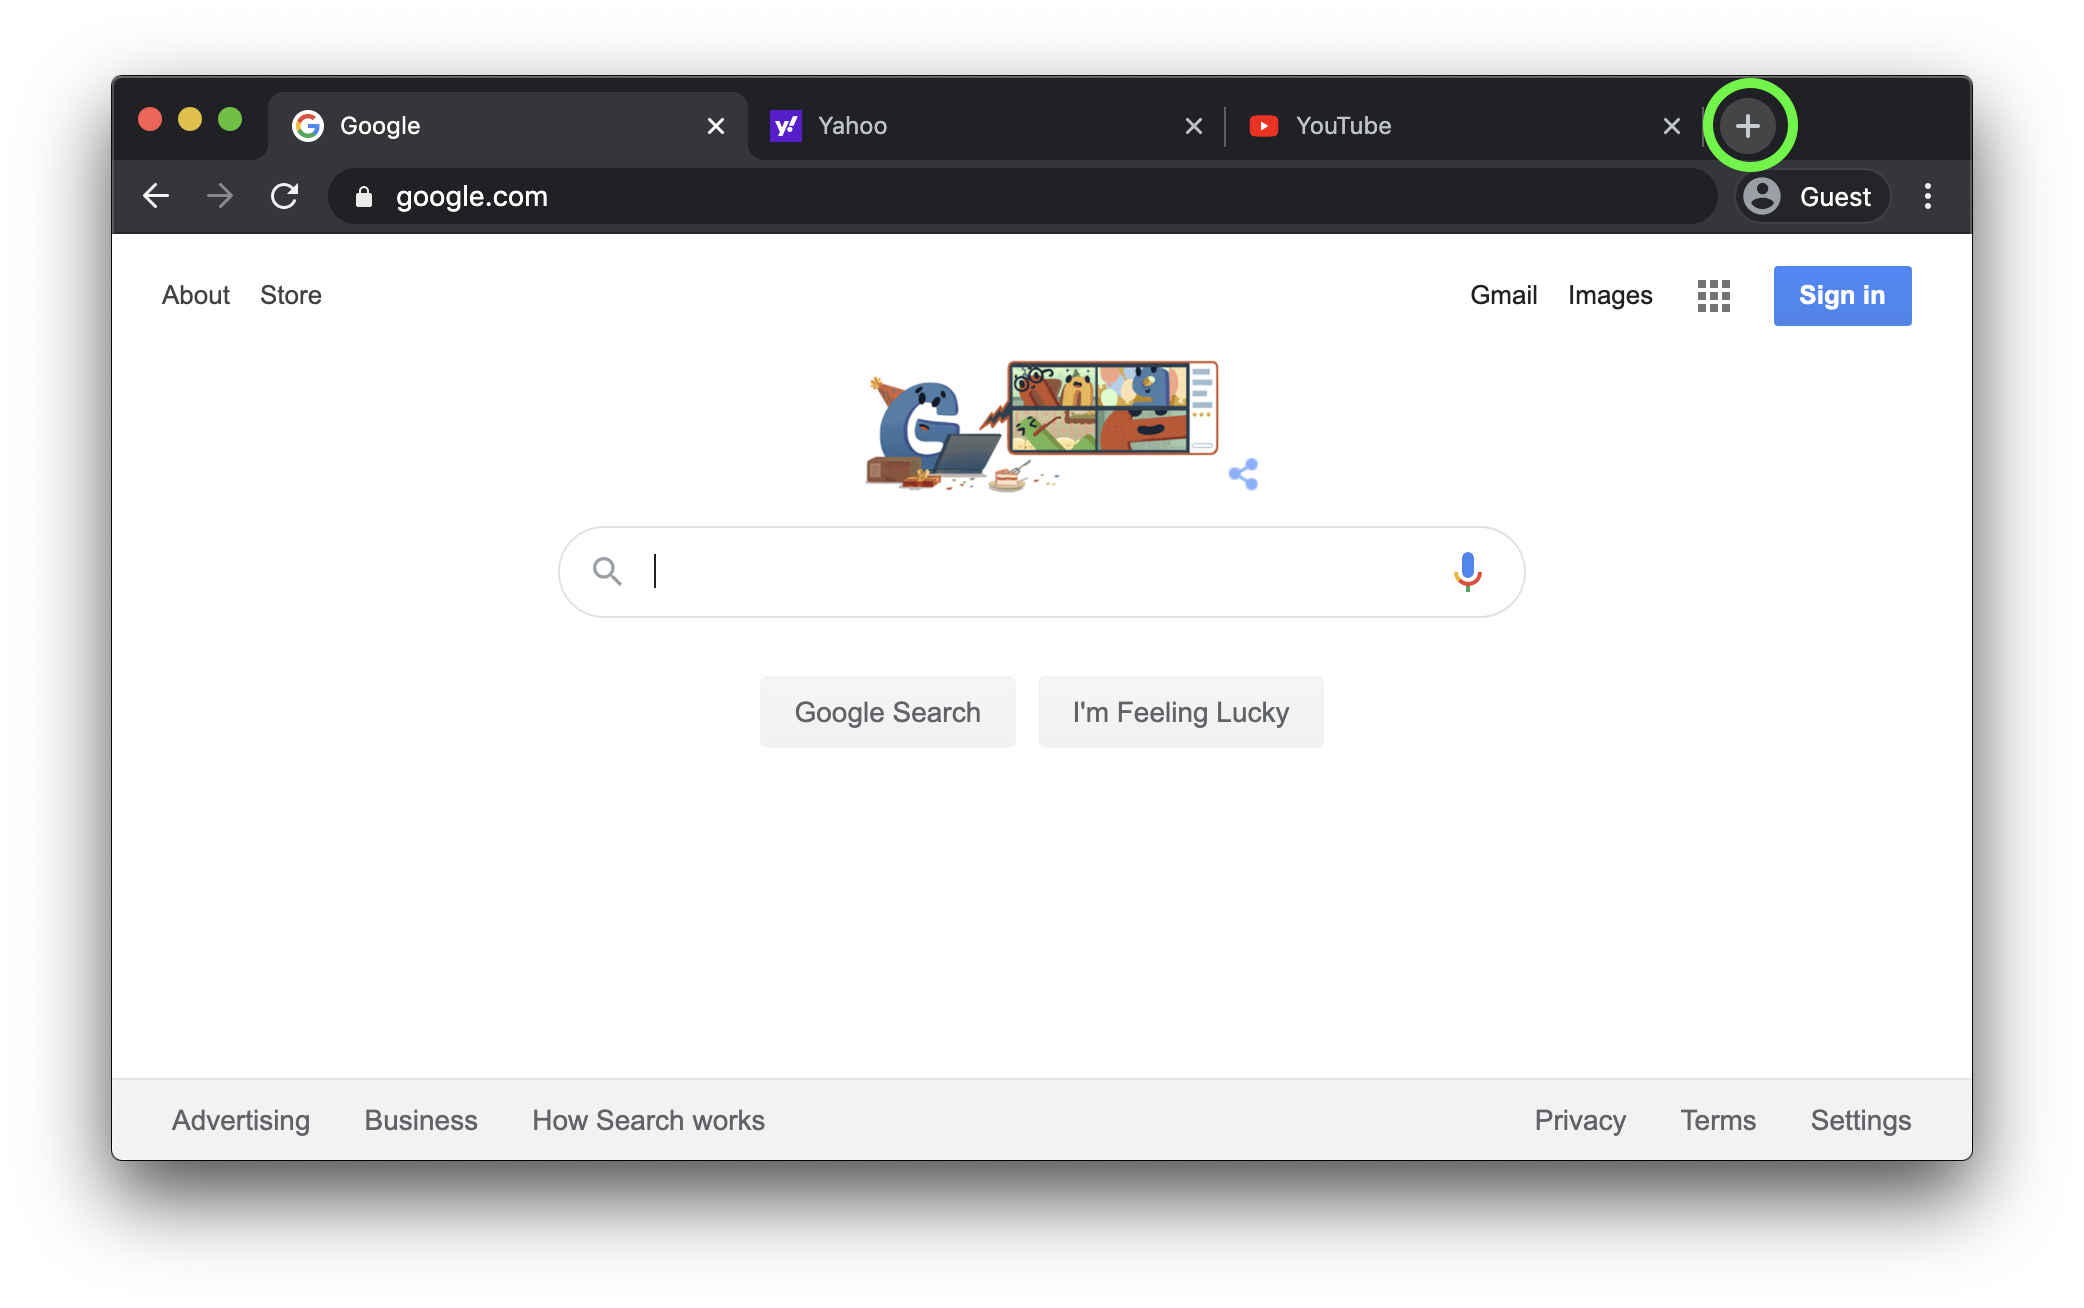 Google
Yahoo
YouTube
google.com
Guest
About Store
Gmail Images
Sign in
Google Search
I'm Feeling Lucky
Advertising Business How Search works
Privacy Terms Settings